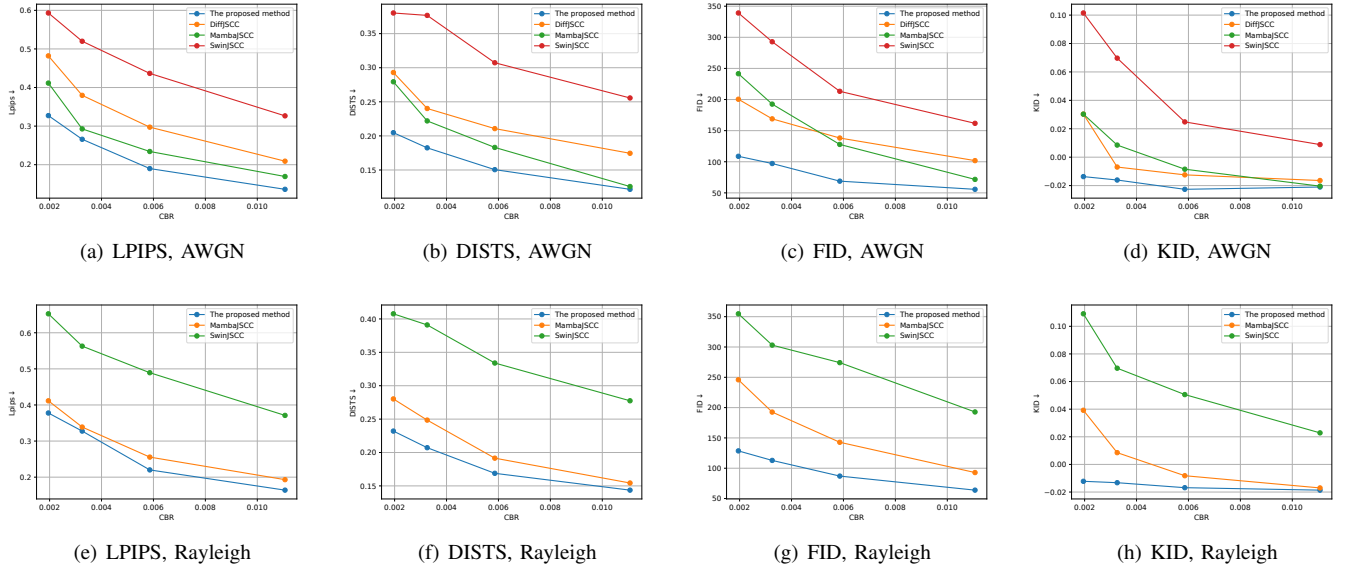 The proposed method
DiffJSCC
MambaJSCC
SwinJSCC
0.6
0.5
0.4
0.3
0.2
Lpips↓
0.002 0.004 0.006 0.008 0.010
CBR
(a) LPIPS, AWGN
The proposed method
DiffJSCC
MambaJSCC
SwinJSCC
0.35
0.30
0.25
0.20
0.15
DISTS↓
0.002 0.004 0.006 0.008 0.010
CBR
(b) DISTS, AWGN
The proposed method
DiffJSCC
MambaJSCC
SwinJSCC
350
300
250
200
150
100
50
FID↓
0.002 0.004 0.006 0.008 0.010
CBR
(c) FID, AWGN
The proposed method
DiffJSCC
MambaJSCC
SwinJSCC
0.10
0.08
0.06
0.04
0.02
0.00
−0.02
KID↓
0.002 0.004 0.006 0.008 0.010
CBR
(d) KID, AWGN
The proposed method
MambaJSCC
SwinJSCC
0.6
0.5
0.4
0.3
0.2
Lpips↓
0.002 0.004 0.006 0.008 0.010
CBR
(e) LPIPS, Rayleigh
The proposed method
MambaJSCC
SwinJSCC
0.40
0.35
0.30
0.25
0.20
0.15
DISTS↓
0.002 0.004 0.006 0.008 0.010
CBR
(f) DISTS, Rayleigh
The proposed method
MambaJSCC
SwinJSCC
350
300
250
200
150
100
50
FID↓
0.002 0.004 0.006 0.008 0.010
CBR
(g) FID, Rayleigh
The proposed method
MambaJSCC
SwinJSCC
0.10
0.08
0.06
0.04
0.02
0.00
−0.02
KID↓
0.002 0.004 0.006 0.008 0.010
CBR
(h) KID, Rayleigh